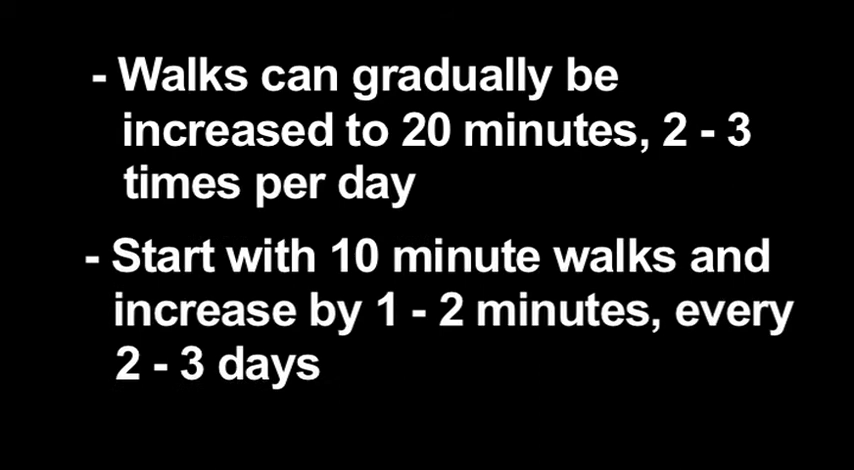 - Walks can gradually be
increased to 20 minutes, 2 - 3
times per day
- Start with 10 minute walks and
increase by 1 - 2 minutes, every
2 - 3 days